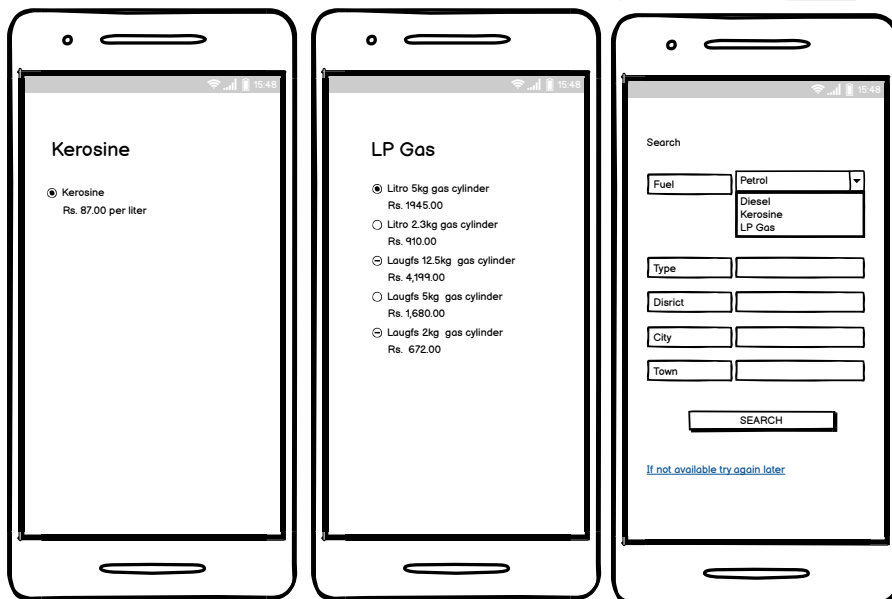 15:48
Kerosine
Kerosine
Rs. 87.00 per liter
15:48
LP Gas
Litro 5kg gas cylinder
Rs. 1945.00
Litro 2.3kg gas cylinder
Rs. 910.00
Laugfs 12.5kg gas cylinder
Rs. 4,199.00
Laugfs 5kg gas cylinder
Rs. 1,680.00
Laugfs 2kg gas cylinder
Rs. 672.00
15:48
Search
Fuel
Petrol
Diesel
Kerosine
LP Gas
Type
Disrict
City
Town
SEARCH
If not available try again later